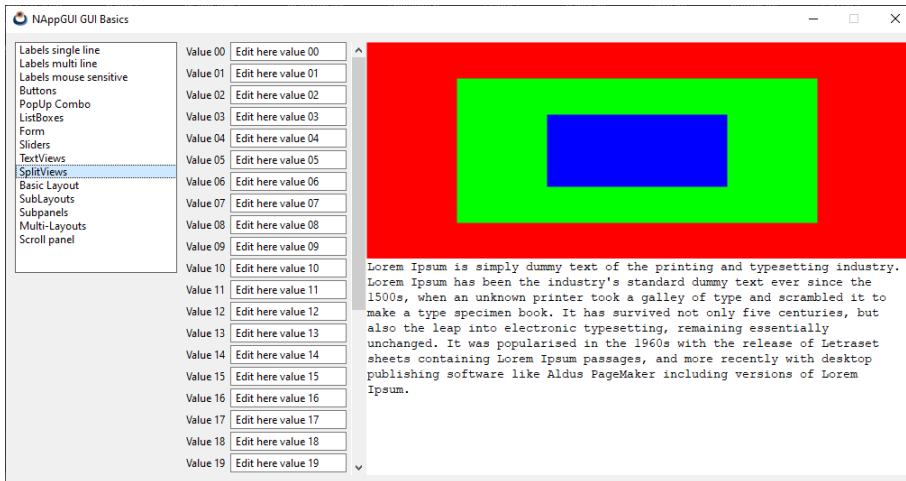 NAppGUI GUI Basics
Labels single line
Labels multi line
Labels mouse sensitive
Buttons
PopUp Combo
ListBoxes
Form
Sliders
TextViews
SplitViews
Basic Layout
SubLayouts
Subpanels
Multi-Layouts
Scroll panel
Value 00 Edit here value 00
Value 01 Edit here value 01
Value 02 Edit here value 02
Value 03 Edit here value 03
Value 04 Edit here value 04
Value 05 Edit here value 05
Value 06 Edit here value 06
Value 07 Edit here value 07
Value 08 Edit here value 08
Value 09 Edit here value 09
Value 10 Edit here value 10
Value 11 Edit here value 11
Value 12 Edit here value 12
Value 13 Edit here value 13
Value 14 Edit here value 14
Value 15 Edit here value 15
Value 16 Edit here value 16
Value 17 Edit here value 17
Value 18 Edit here value 18
Value 19 Edit here value 19
Lorem Ipsum is simply dummy text of the printing and typesetting industry.
Lorem Ipsum has been the industry's standard dummy text ever since the
1500s, when an unknown printer took a galley of type and scrambled it to
make a type specimen book. It has survived not only five centuries, but
also the leap into electronic typesetting, remaining essentially
unchanged. It was popularised in the 1960s with the release of Letraset
sheets containing Lorem Ipsum passages, and more recently with desktop
publishing software like Aldus PageMaker including versions of Lorem
Ipsum.